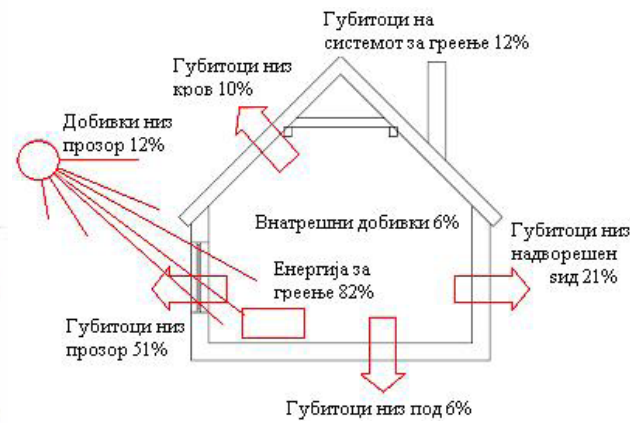 Губитоци на
системот за греење 12%
Губитоци низ
кров 10%
Добивки низ
прозор 12%
Внатрешни добивки 6%
Губитоци низ
надворешен
ѕид 21%
Енергија за
греење 82%
Губитоци низ
прозор 51%
Губитоци низ под 6%